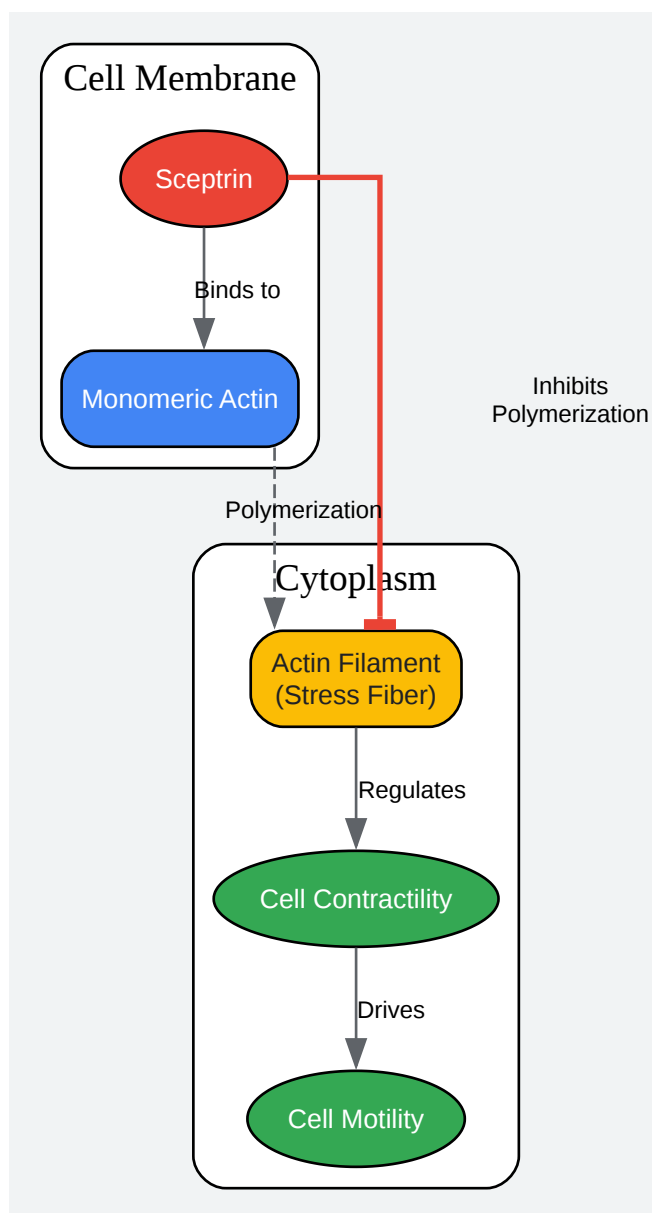 Cell Membrane
Sceptrin
Binds to
Monomeric Actin
Inhibits
Polymerization
Polymerization
Cytoplasm
Actin Filament
(Stress Fiber)
Regulates
Cell Contractility
Drives
Cell Motility